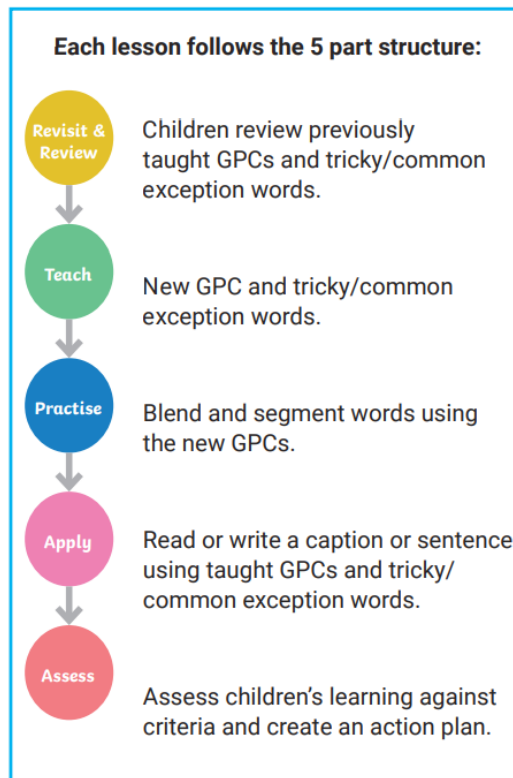 Each lesson follows the 5 part structure:
Revisit &
Review
Children review previously
taught GPCs and tricky/common
exception words.
Teach
New GPC and tricky/common
exception words.
Practise
Blend and segment words using
the new GPCs.
Apply
Read or write a caption or sentence
using taught GPCs and tricky/
common exception words.
Assess
Assess children's learning against
criteria and create an action plan.